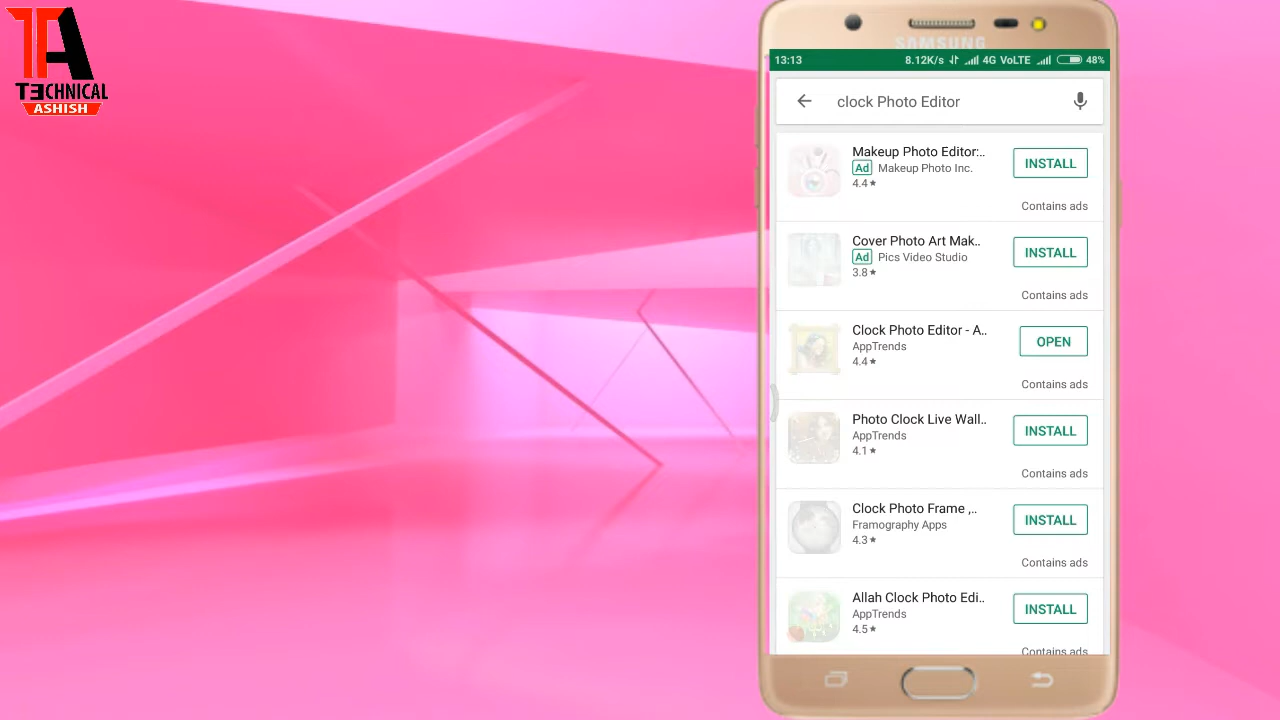 TA
TECHNICAL
ASHISH
SAMSUNG
13:13
8.12K/s 4G VoLTE 48%
clock Photo Editor
Makeup Photo Editor:..
Ad Makeup Photo Inc.
4.4★
INSTALL
Contains ads
Cover Photo Art Mak..
Ad Pics Video Studio
3.8★
INSTALL
Contains ads
Clock Photo Editor - A..
AppTrends
4.4★
OPEN
Contains ads
Photo Clock Live Wall..
AppTrends
4.1★
INSTALL
Contains ads
Clock Photo Frame ,..
Framography Apps
4.3★
INSTALL
Contains ads
Allah Clock Photo Edi..
AppTrends
4.5★
INSTALL
Contains ads